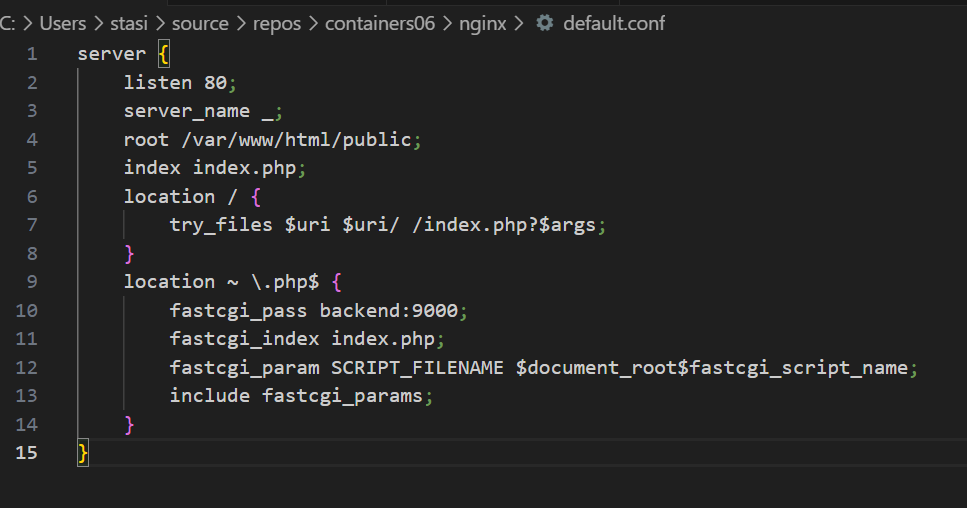 C: > Users > stasi > source > repos > containers06 > nginx > default.conf
1 server {
2     listen 80;
3     server_name _;
4     root /var/www/html/public;
5     index index.php;
6     location / {
7         try_files $uri $uri/ /index.php?$args;
8     }
9     location ~ \.php$ {
10         fastcgi_pass backend:9000;
11         fastcgi_index index.php;
12         fastcgi_param SCRIPT_FILENAME $document_root$fastcgi_script_name;
13         include fastcgi_params;
14     }
15 }